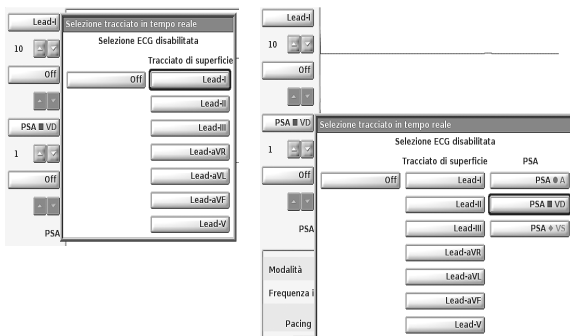 Lead-I
10
Off
PSA VD
1
Off
PSA
Selezione tracciato in tempo reale
Selezione ECG disabilitata
Tracciato di superficie
Off
Lead-I
Lead-II
Lead-III
Lead-aVR
Lead-aVL
Lead-aVF
Lead-V
Lead-I
10
Off
PSA VD
1
Off
PSA
Modalità
Frequenza i
Pacing
Selezione tracciato in tempo reale
Selezione ECG disabilitata
Tracciato di superficie PSA
Off Lead-I PSA A
Lead-II PSA VD
Lead-III PSA VS
Lead-aVR
Lead-aVL
Lead-aVF
Lead-V